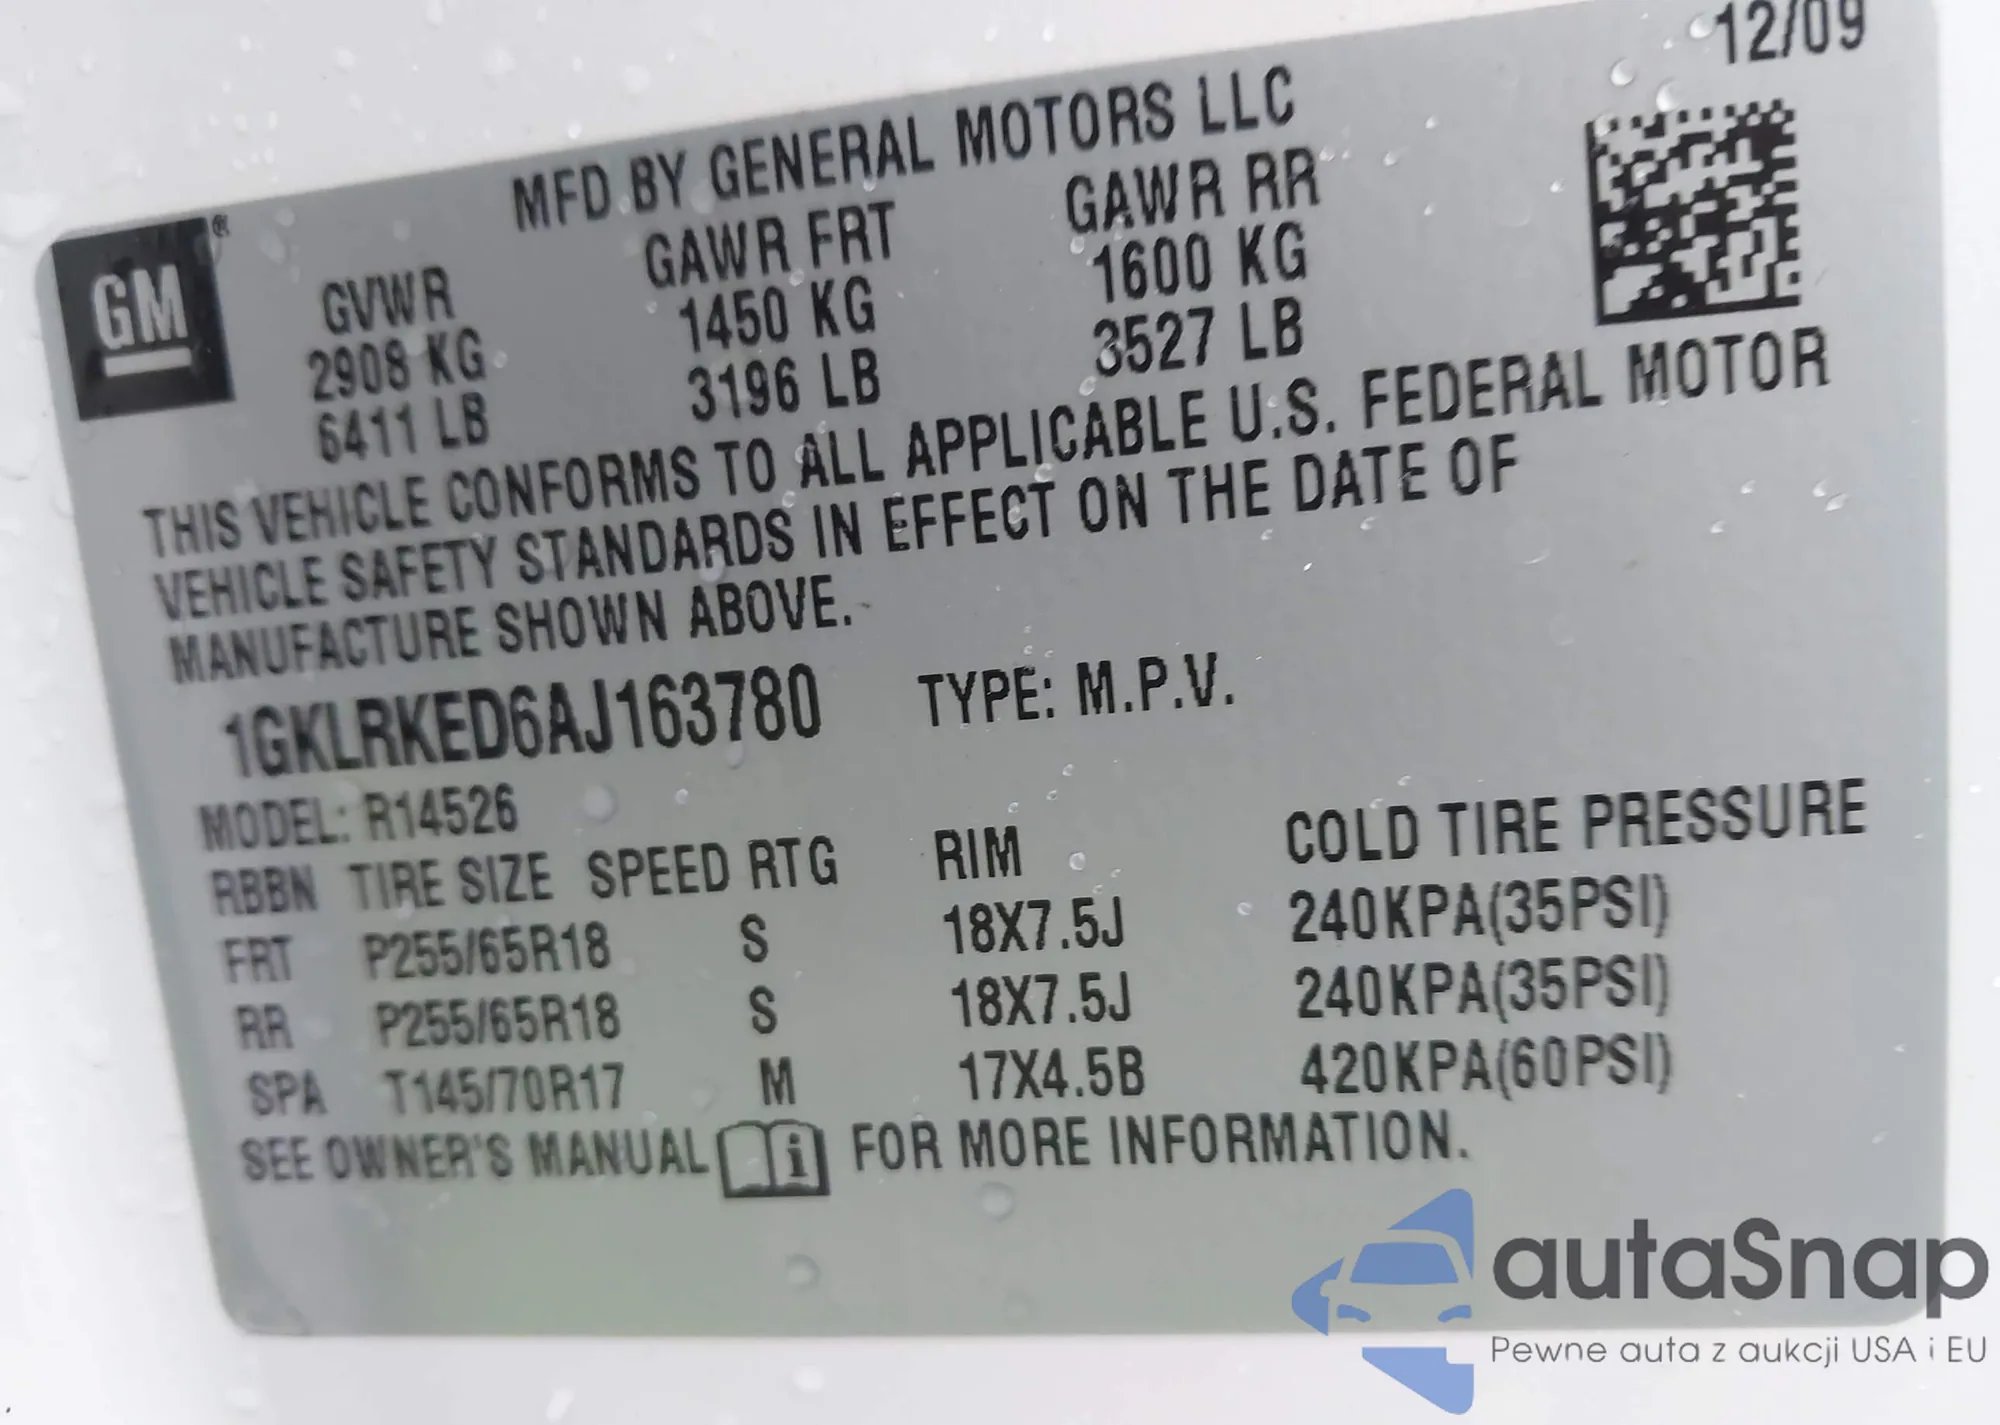 12/09
MFD BY GENERAL MOTORS LLC
GM®
GVWR GAWR FRT GAWR RR
2908 KG 1450 KG 1600 KG
6411 LB 3196 LB 3527 LB
THIS VEHICLE CONFORMS TO ALL APPLICABLE U.S. FEDERAL MOTOR
VEHICLE SAFETY STANDARDS IN EFFECT ON THE DATE OF
MANUFACTURE SHOWN ABOVE.
1GKLRKED6AJ163780 TYPE: M.P.V.
MODEL: R14526
RBBN TIRE SIZE SPEED RTG RIM COLD TIRE PRESSURE
FRT P255/65R18 S 18X7.5J 240KPA(35PSI)
RR P255/65R18 S 18X7.5J 240KPA(35PSI)
SPA T145/70R17 M 17X4.5B 420KPA(60PSI)
SEE OWNER'S MANUAL i FOR MORE INFORMATION.
autaSnap
Pewne auta z aukcji USA i EU